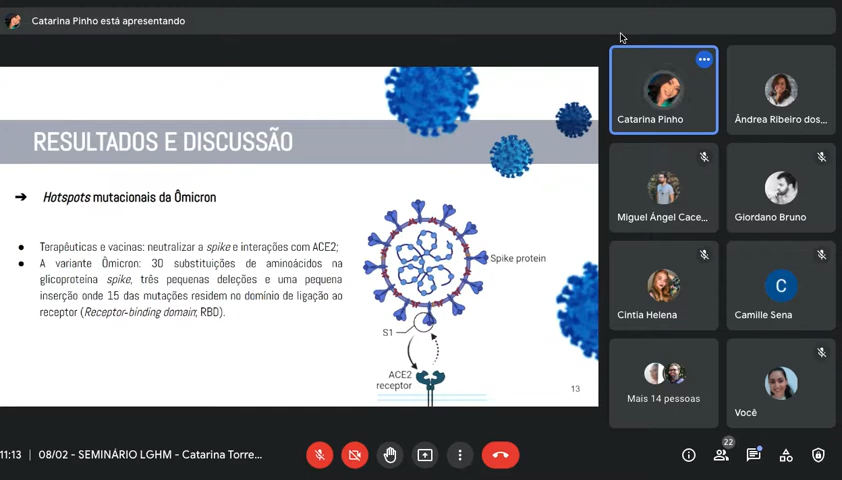 Catarina Pinho está apresentando
RESULTADOS E DISCUSSÃO
➔ Hotspots mutacionais da Ômicron
● Terapêuticas e vacinas: neutralizar a spike e interações com ACE2;
● A variante Ômicron: 30 substituições de aminoácidos na
glicoproteína spike, três pequenas deleções e uma pequena
inserção onde 15 das mutações residem no domínio de ligação ao
receptor (Receptor-binding domain; RBD).
Spike protein
S1
ACE2
receptor
13
Catarina Pinho
Ândrea Ribeiro dos...
Miguel Ángel Cace...
Giordano Bruno
Cintia Helena
C
Camille Sena
Mais 14 pessoas
Você
11:13 | 08/02 - SEMINÁRIO LGHM - Catarina Torre...
22